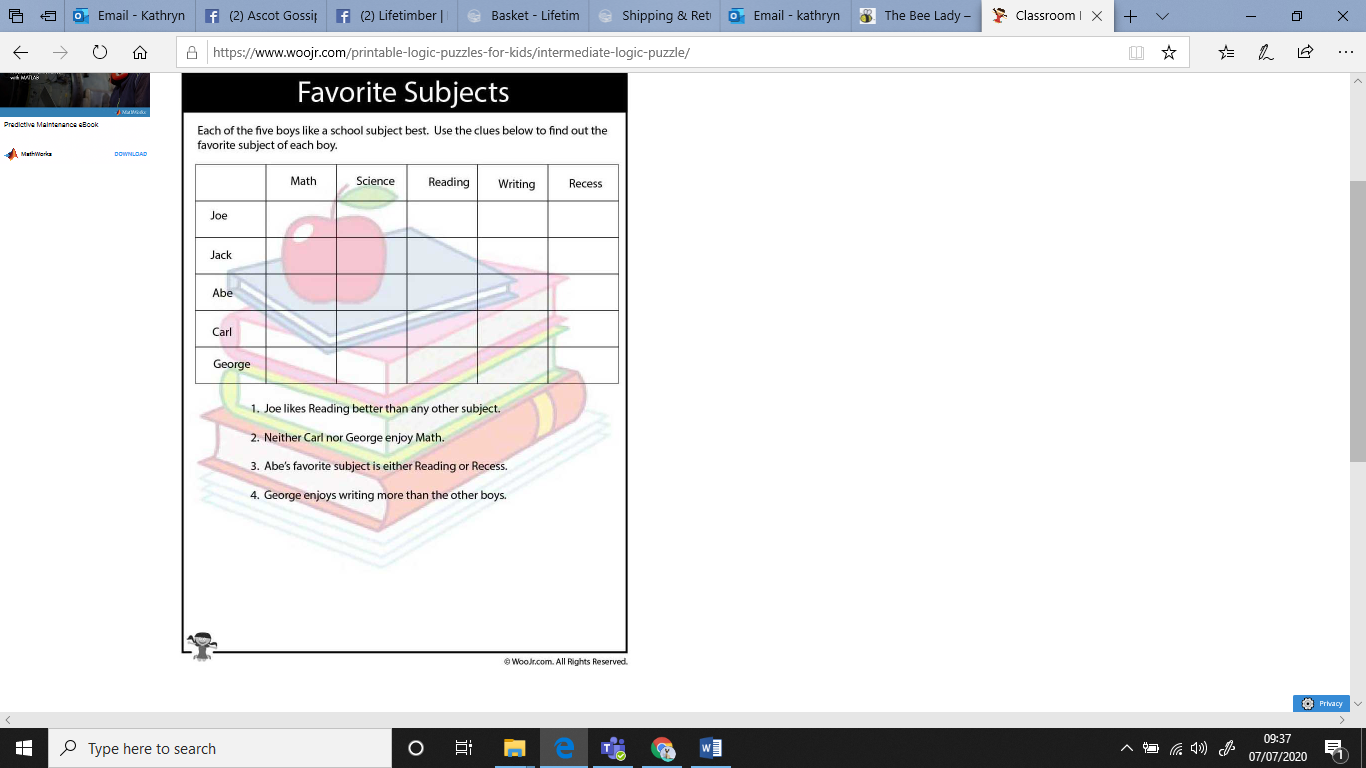 Email - Kathryn
(2) Ascot Gossip
(2) Lifetimber |
Basket - Lifetim
Shipping & Ret
Email - kathryn
The Bee Lady –
Classroom
https://www.woojr.com/printable-logic-puzzles-for-kids/intermediate-logic-puzzle/
with MATLAB
MathWorks
Predictive Maintenance eBook
MathWorks DOWNLOAD
Favorite Subjects
Each of the five boys like a school subject best. Use the clues below to find out the
favorite subject of each boy.
Math Science Reading Writing Recess
Joe
Jack
Abe
Carl
George
1. Joe likes Reading better than any other subject.
2. Neither Carl nor George enjoy Math.
3. Abe's favorite subject is either Reading or Recess.
4. George enjoys writing more than the other boys.
© WooJr.com. All Rights Reserved.
Privacy
Type here to search
09:37
07/07/2020
1